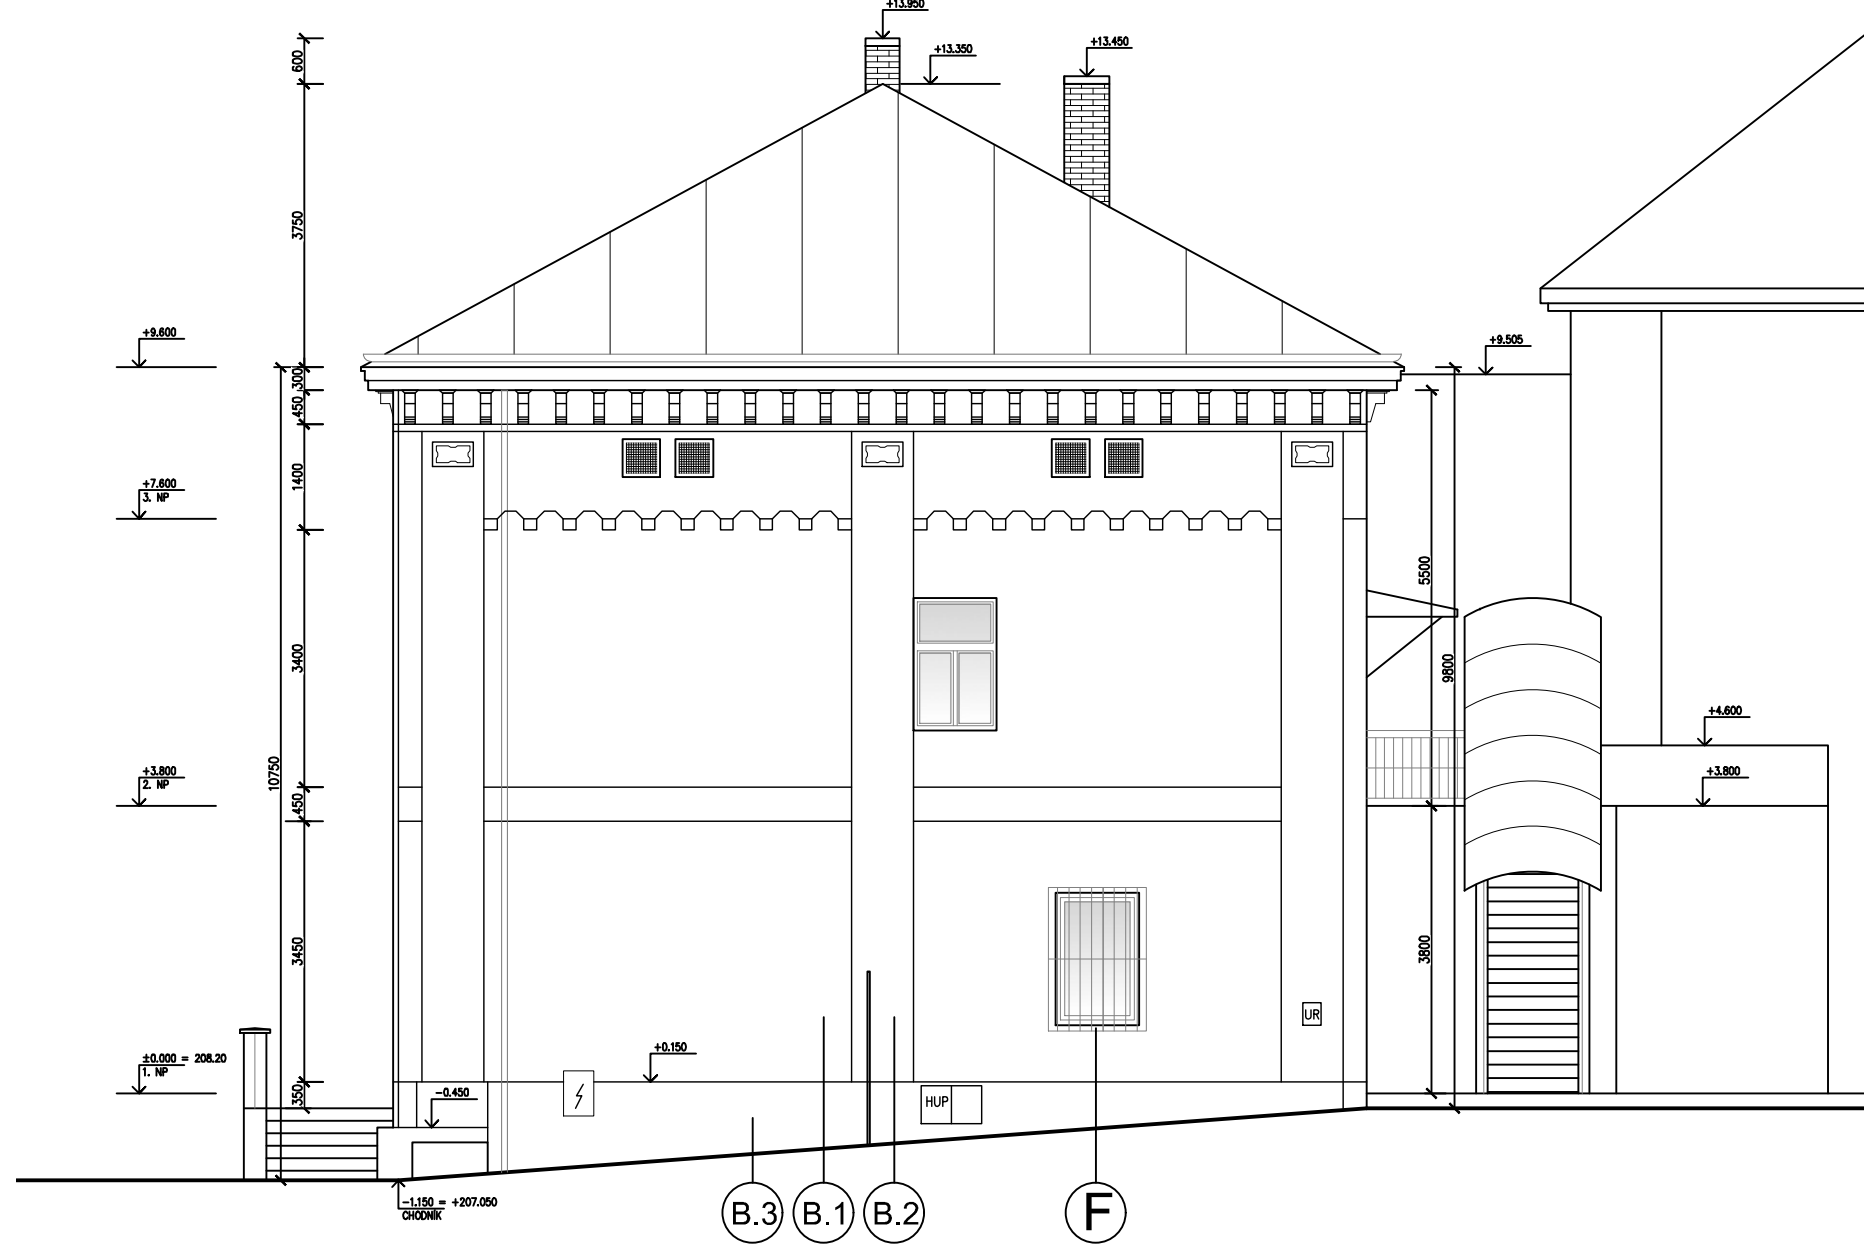 +13.950
+13.350
+13.450
600
3750
+9.600
+9.505
300
450
1400
+7.600
3. NP
5500
3400
9800
+4.600
+3.800
2. NP
+3.800
10750
450
3450
3800
UR
±0.000 = 208.20
1. NP
+0.150
350
-0.450
HUP
-1.150 = +207.050
CHODNÍK
B.3
B.1
B.2
F